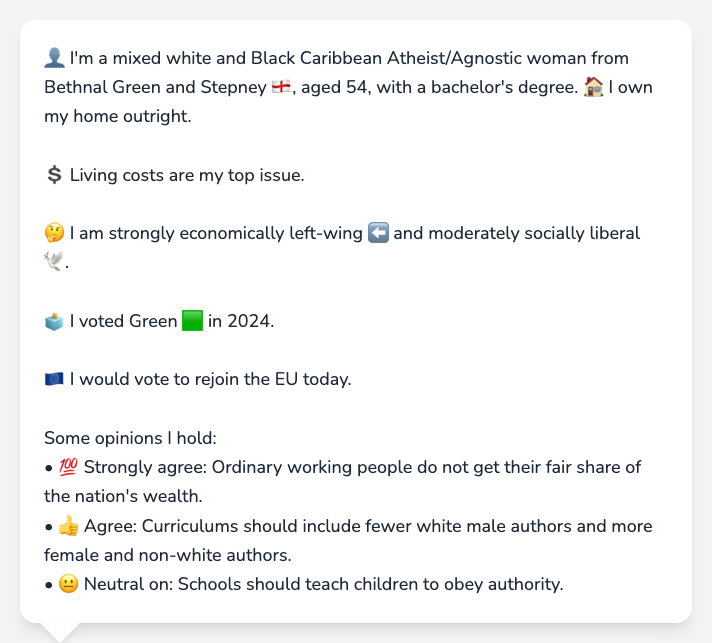 👤 I'm a mixed white and Black Caribbean Atheist/Agnostic woman from
Bethnal Green and Stepney 🏴󠁧󠁢󠁥󠁮󠁧󠁿, aged 54, with a bachelor's degree. 🏠 I own
my home outright.
💲 Living costs are my top issue.
🤔 I am strongly economically left-wing ⬅️ and moderately socially liberal
🕊️.
🗳️ I voted Green 🟩 in 2024.
🇪🇺 I would vote to rejoin the EU today.
Some opinions I hold:
• 💯 Strongly agree: Ordinary working people do not get their fair share of
the nation's wealth.
• 👍 Agree: Curriculums should include fewer white male authors and more
female and non-white authors.
• 😐 Neutral on: Schools should teach children to obey authority.